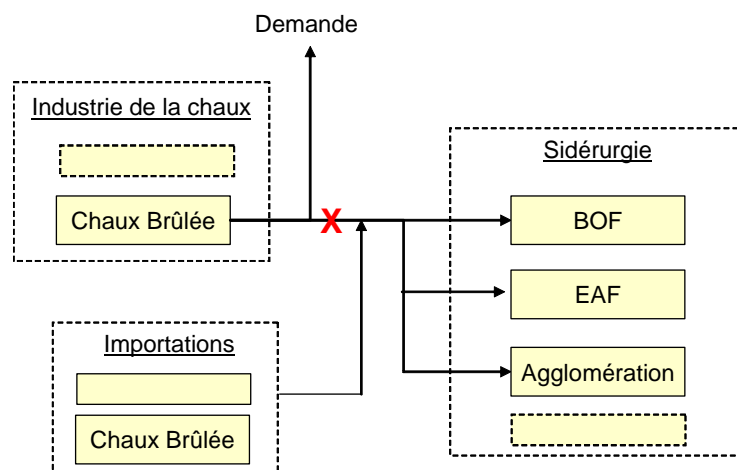 Demande
Industrie de la chaux
Chaux Brûlée
X
Sidérurgie
BOF
EAF
Agglomération
Importations
Chaux Brûlée